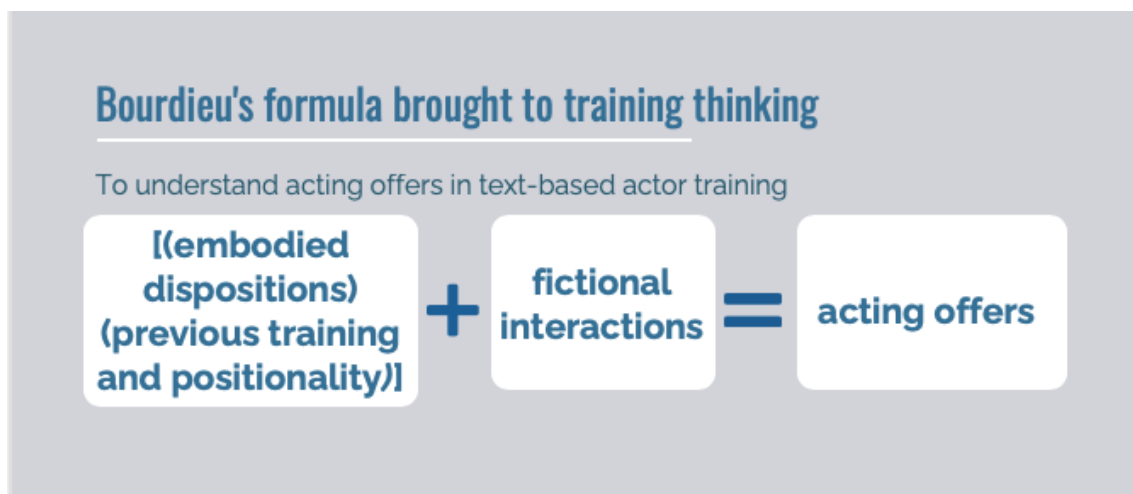 Bourdieu's formula brought to training thinking
To understand acting offers in text-based actor training
[(embodied
dispositions)
(previous training
and positionality)]
+
fictional
interactions
=
acting offers